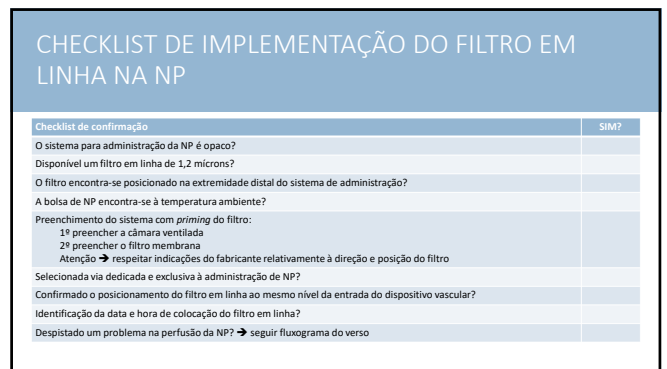 CHECKLIST DE IMPLEMENTAÇÃO DO FILTRO EM
LINHA NA NP
Checklist de confirmação SIM?
O sistema para administração da NP é opaco?
Disponível um filtro em linha de 1,2 mícrons?
O filtro encontra-se posicionado na extremidade distal do sistema de administração?
A bolsa de NP encontra-se à temperatura ambiente?
Preenchimento do sistema com priming do filtro:
1º preencher a câmara ventilada
2º preencher o filtro membrana
Atenção ➔ respeitar indicações do fabricante relativamente à direção e posição do filtro
Selecionada via dedicada e exclusiva à administração de NP?
Confirmado o posicionamento do filtro em linha ao mesmo nível da entrada do dispositivo vascular?
Identificação da data e hora de colocação do filtro em linha?
Despistado um problema na perfusão da NP? ➔ seguir fluxograma do verso